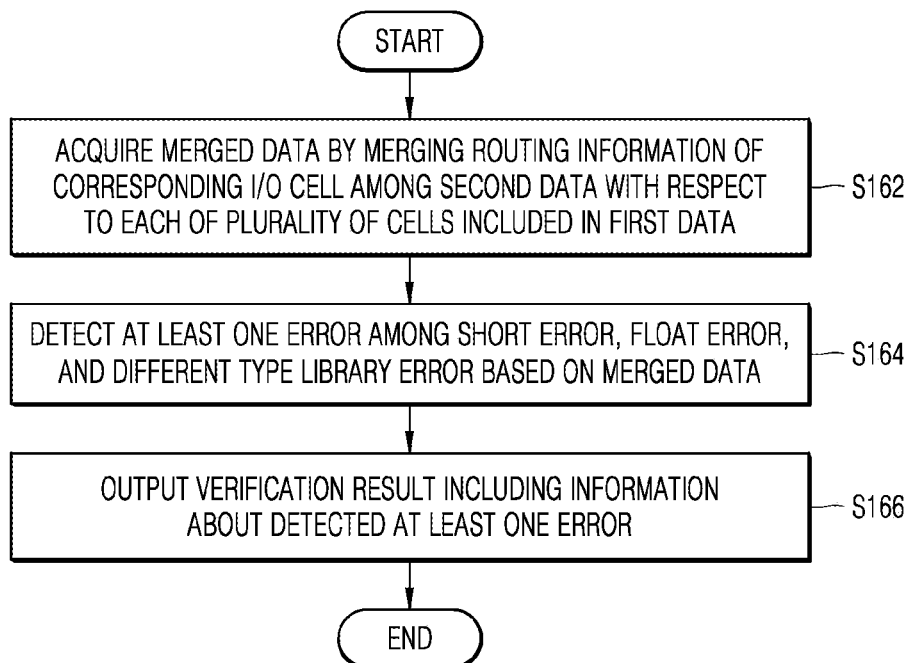 START
ACQUIRE MERGED DATA BY MERGING ROUTING INFORMATION OF
CORRESPONDING I/O CELL AMONG SECOND DATA WITH RESPECT
TO EACH OF PLURALITY OF CELLS INCLUDED IN FIRST DATA
S162
DETECT AT LEAST ONE ERROR AMONG SHORT ERROR, FLOAT ERROR,
AND DIFFERENT TYPE LIBRARY ERROR BASED ON MERGED DATA
S164
OUTPUT VERIFICATION RESULT INCLUDING INFORMATION
ABOUT DETECTED AT LEAST ONE ERROR
S166
END